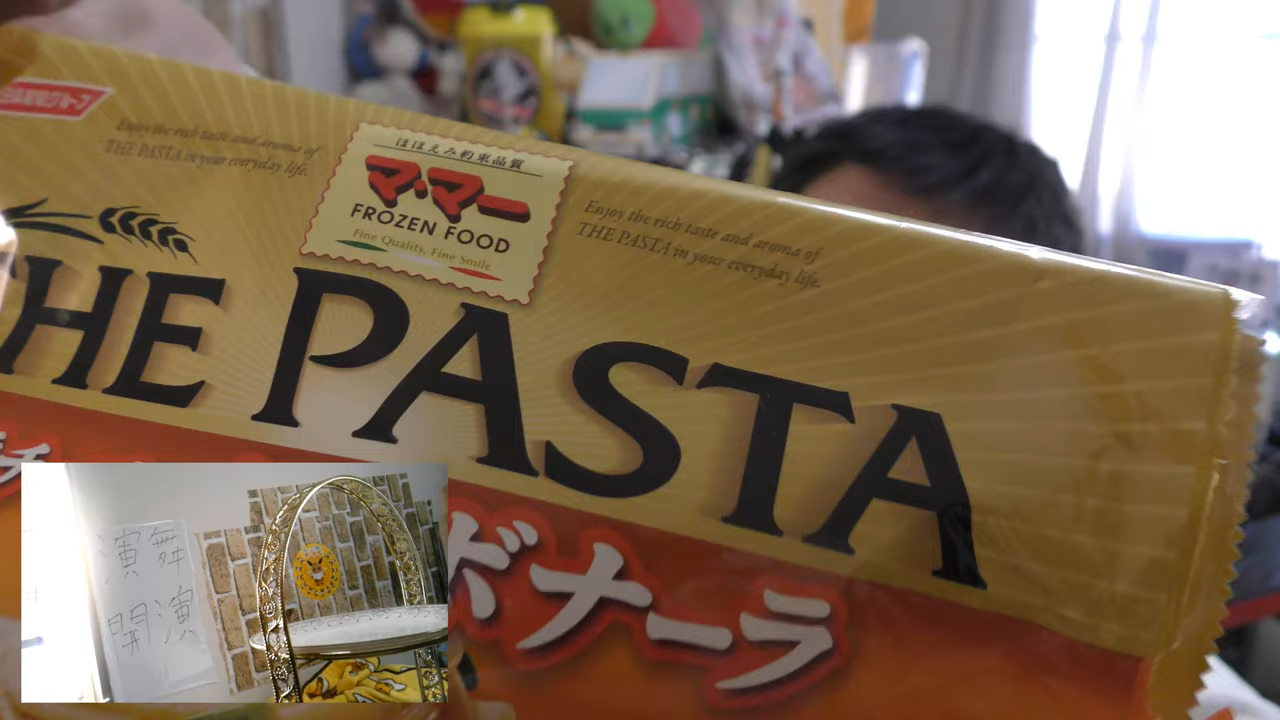 Enjoy the rich taste and aroma of
THE PASTA in your everyday life.
ほほえみ約束品質
マ・マー
FROZEN FOOD
Fine Quality, Fine Smile
Enjoy the rich taste and aroma of
THE PASTA in your everyday life.
THE PASTA
チ ボナーラ
演舞
開演